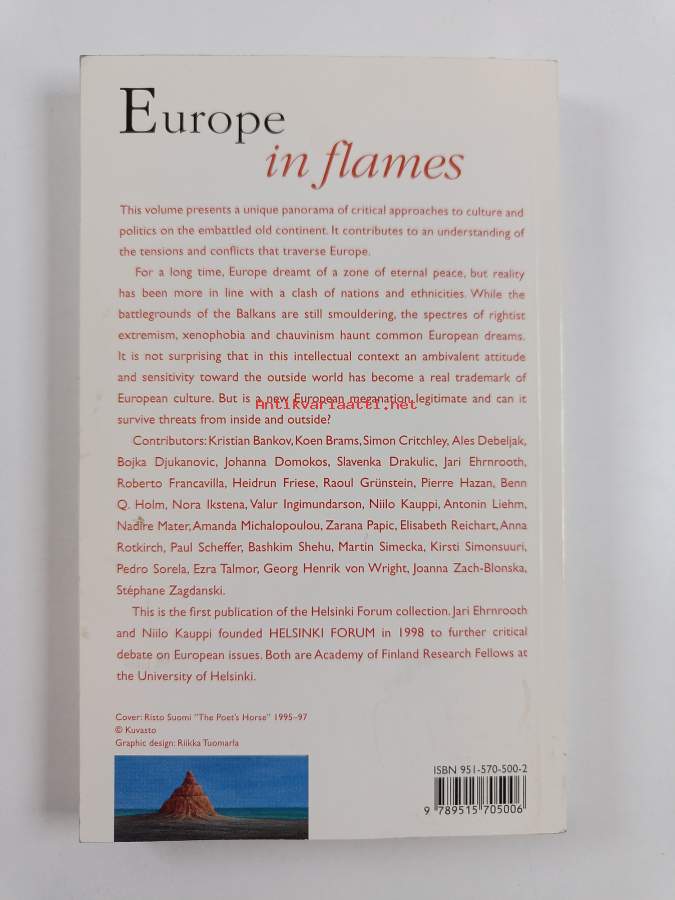 Europe
in flames
This volume presents a unique panorama of critical approaches to culture and
politics on the embattled old continent. It contributes to an understanding of
the tensions and conflicts that traverse Europe.
For a long time, Europe dreamt of a zone of eternal peace, but reality
has been more in line with a clash of nations and ethnicities. While the
battlegrounds of the Balkans are still smouldering, the spectres of rightist
extremism, xenophobia and chauvinism haunt common European dreams.
It is not surprising that in this intellectual context an ambivalent attitude
and sensitivity toward the outside world has become a real trademark of
European culture. But is a new European meganation legitimate and can it
Antikvariaatti.net
survive threats from inside and outside?
Contributors: Kristian Bankov, Koen Brams, Simon Critchley, Ales Debeljak,
Bojka Djukanovic, Johanna Domokos, Slavenka Drakulic, Jari Ehrnrooth,
Roberto Francavilla, Heidrun Friese, Raoul Grünstein, Pierre Hazan, Benn
Q. Holm, Nora Ikstena, Valur Ingimundarson, Niilo Kauppi, Antonin Liehm,
Nadire Mater, Amanda Michalopoulou, Zarana Papic, Elisabeth Reichart, Anna
Rotkirch, Paul Scheffer, Bashkim Shehu, Martin Simecka, Kirsti Simonsuuri,
Pedro Sorela, Ezra Talmor, Georg Henrik von Wright, Joanna Zach-Blonska,
Stéphane Zagdanski.
This is the first publication of the Helsinki Forum collection. Jari Ehrnrooth
and Niilo Kauppi founded HELSINKI FORUM in 1998 to further critical
debate on European issues. Both are Academy of Finland Research Fellows at
the University of Helsinki.
Cover: Risto Suomi "The Poet's Horse" 1995–97
© Kuvasto
Graphic design: Riikka Tuomarla
ISBN 951-570-500-2
9 789515 705006